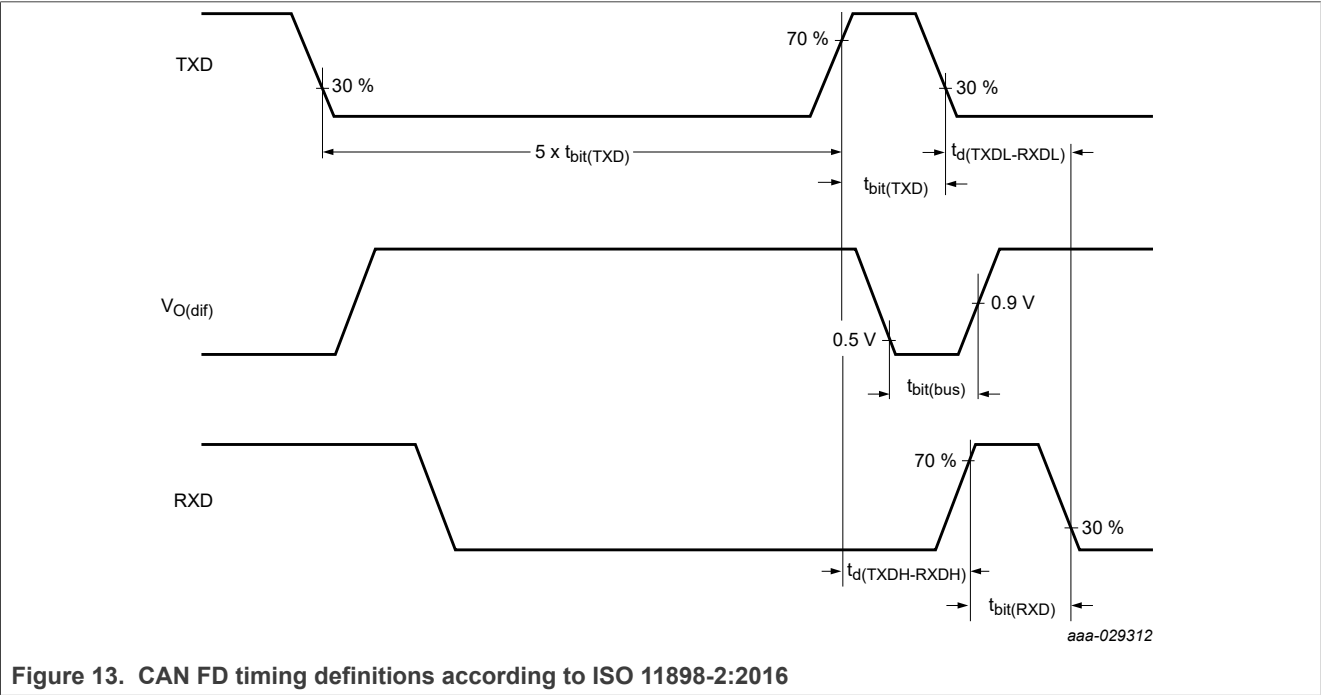 70 %
TXD
30 %
30 %
5 x tbit(TXD)
td(TXDL-RXDL)
tbit(TXD)
VO(dif)
0.9 V
0.5 V
tbit(bus)
70 %
RXD
30 %
td(TXDH-RXDH)
tbit(RXD)
aaa-029312
Figure 13. CAN FD timing definitions according to ISO 11898-2:2016